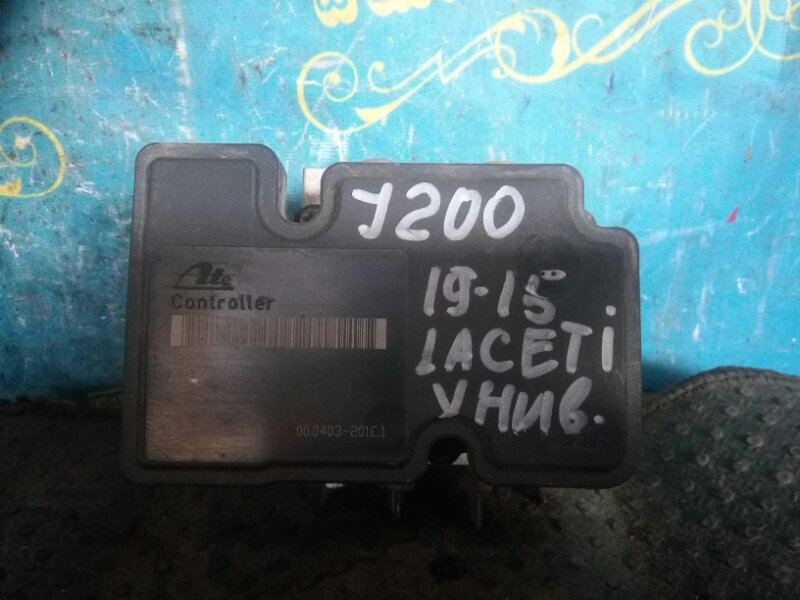 J200
Ate
19-15
Controller
LACETi
УНИВ.
00.0403-201E.1